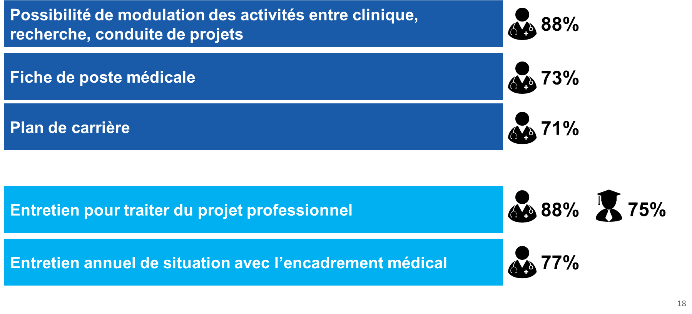 Possibilité de modulation des activités entre clinique,
recherche, conduite de projets
88%
Fiche de poste médicale
73%
Plan de carrière
71%
Entretien pour traiter du projet professionnel
88%
75%
Entretien annuel de situation avec l’encadrement médical
77%
18